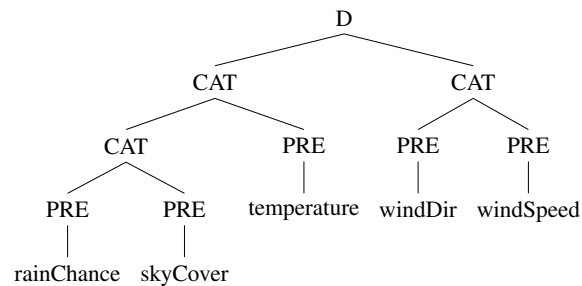 D
CAT CAT
CAT PRE PRE PRE
PRE PRE temperature windDir windSpeed
rainChance skyCover